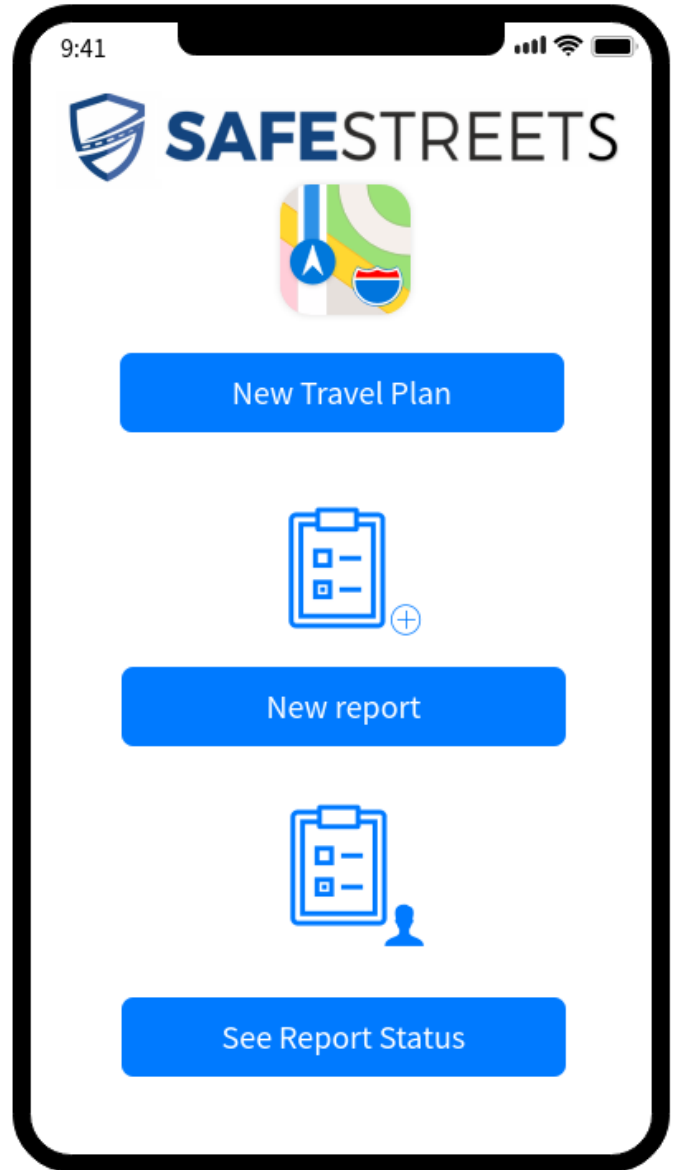 9:41
SAFESTREETS
New Travel Plan
New report
See Report Status